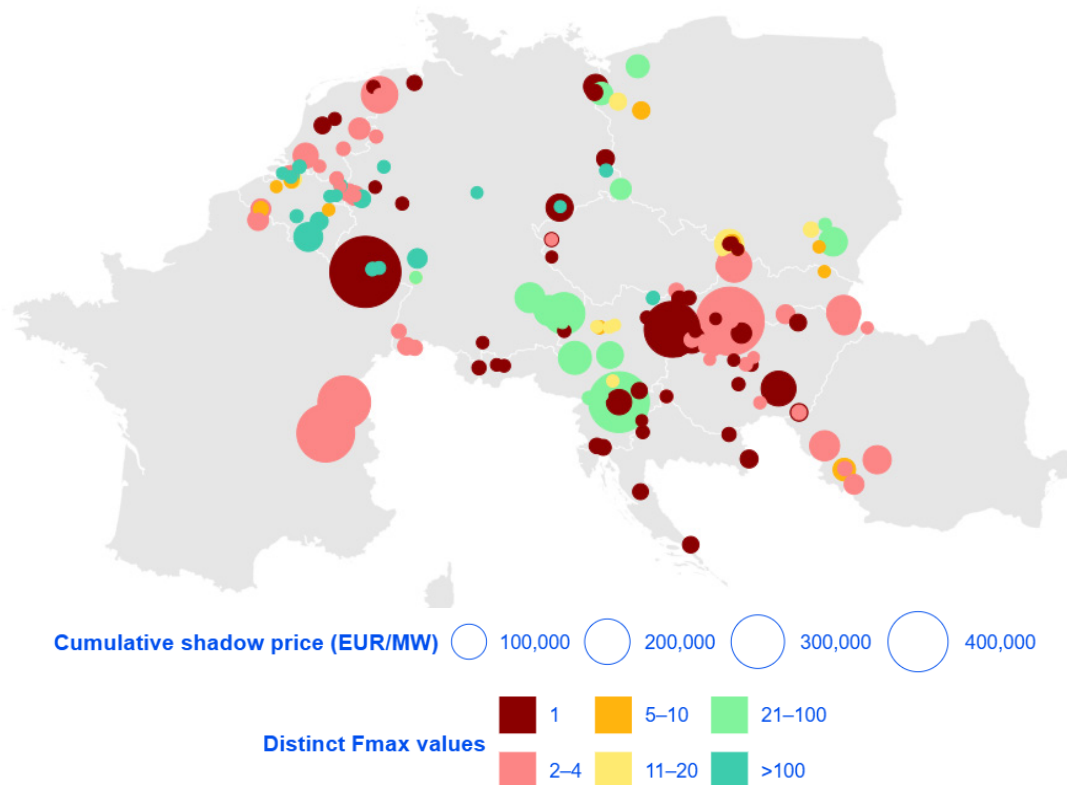 Cumulative shadow price (EUR/MW) 100,000 200,000 300,000 400,000
1 5–10 21–100
Distinct Fmax values
2–4 11–20 >100